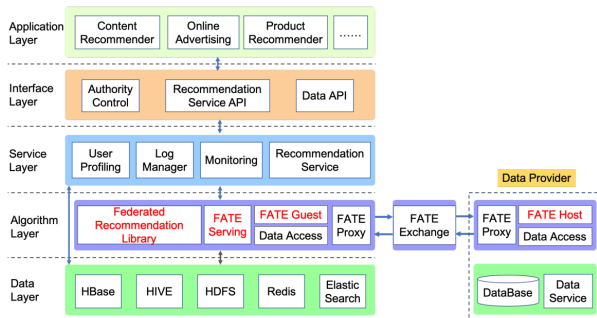 Application
Layer
Content
Recommender
Online
Advertising
Product
Recommender
......
Interface
Layer
Authority
Control
Recommendation
Service API
Data API
Service
Layer
User
Profiling
Log
Manager
Monitoring
Recommendation
Service
Data Provider
Algorithm
Layer
Federated
Recommendation
Library
FATE
Serving
FATE Guest
Data Access
FATE
Proxy
FATE
Exchange
FATE
Proxy
FATE Host
Data Access
Data
Layer
HBase
HIVE
HDFS
Redis
Elastic
Search
DataBase
Data
Service